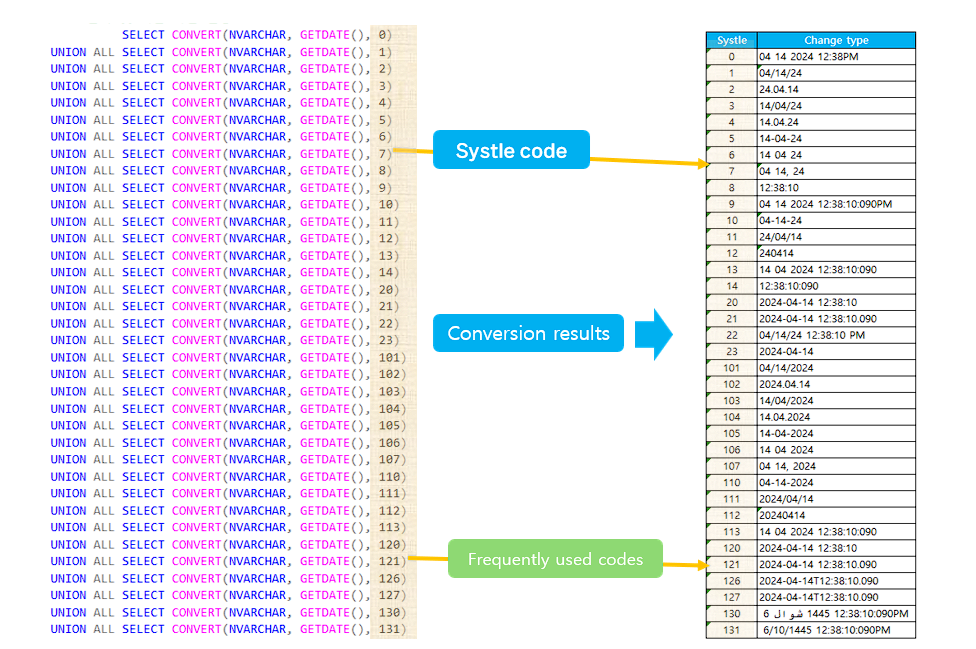 SELECT CONVERT(NVARCHAR, GETDATE(), 0)
UNION ALL SELECT CONVERT(NVARCHAR, GETDATE(), 1)
UNION ALL SELECT CONVERT(NVARCHAR, GETDATE(), 2)
UNION ALL SELECT CONVERT(NVARCHAR, GETDATE(), 3)
UNION ALL SELECT CONVERT(NVARCHAR, GETDATE(), 4)
UNION ALL SELECT CONVERT(NVARCHAR, GETDATE(), 5)
UNION ALL SELECT CONVERT(NVARCHAR, GETDATE(), 6)
UNION ALL SELECT CONVERT(NVARCHAR, GETDATE(), 7)
UNION ALL SELECT CONVERT(NVARCHAR, GETDATE(), 8)
UNION ALL SELECT CONVERT(NVARCHAR, GETDATE(), 9)
UNION ALL SELECT CONVERT(NVARCHAR, GETDATE(), 10)
UNION ALL SELECT CONVERT(NVARCHAR, GETDATE(), 11)
UNION ALL SELECT CONVERT(NVARCHAR, GETDATE(), 12)
UNION ALL SELECT CONVERT(NVARCHAR, GETDATE(), 13)
UNION ALL SELECT CONVERT(NVARCHAR, GETDATE(), 14)
UNION ALL SELECT CONVERT(NVARCHAR, GETDATE(), 20)
UNION ALL SELECT CONVERT(NVARCHAR, GETDATE(), 21)
UNION ALL SELECT CONVERT(NVARCHAR, GETDATE(), 22)
UNION ALL SELECT CONVERT(NVARCHAR, GETDATE(), 23)
UNION ALL SELECT CONVERT(NVARCHAR, GETDATE(), 101)
UNION ALL SELECT CONVERT(NVARCHAR, GETDATE(), 102)
UNION ALL SELECT CONVERT(NVARCHAR, GETDATE(), 103)
UNION ALL SELECT CONVERT(NVARCHAR, GETDATE(), 104)
UNION ALL SELECT CONVERT(NVARCHAR, GETDATE(), 105)
UNION ALL SELECT CONVERT(NVARCHAR, GETDATE(), 106)
UNION ALL SELECT CONVERT(NVARCHAR, GETDATE(), 107)
UNION ALL SELECT CONVERT(NVARCHAR, GETDATE(), 110)
UNION ALL SELECT CONVERT(NVARCHAR, GETDATE(), 111)
UNION ALL SELECT CONVERT(NVARCHAR, GETDATE(), 112)
UNION ALL SELECT CONVERT(NVARCHAR, GETDATE(), 113)
UNION ALL SELECT CONVERT(NVARCHAR, GETDATE(), 120)
UNION ALL SELECT CONVERT(NVARCHAR, GETDATE(), 121)
UNION ALL SELECT CONVERT(NVARCHAR, GETDATE(), 126)
UNION ALL SELECT CONVERT(NVARCHAR, GETDATE(), 127)
UNION ALL SELECT CONVERT(NVARCHAR, GETDATE(), 130)
UNION ALL SELECT CONVERT(NVARCHAR, GETDATE(), 131)
Systle code
Conversion results
Frequently used codes
Systle Change type
0 04 14 2024 12:38PM
1 04/14/24
2 24.04.14
3 14/04/24
4 14.04.24
5 14-04-24
6 14 04 24
7 04 14, 24
8 12:38:10
9 04 14 2024 12:38:10:090PM
10 04-14-24
11 24/04/14
12 240414
13 14 04 2024 12:38:10:090
14 12:38:10:090
20 2024-04-14 12:38:10
21 2024-04-14 12:38:10.090
22 04/14/24 12:38:10 PM
23 2024-04-14
101 04/14/2024
102 2024.04.14
103 14/04/2024
104 14.04.2024
105 14-04-2024
106 14 04 2024
107 04 14, 2024
110 04-14-2024
111 2024/04/14
112 20240414
113 14 04 2024 12:38:10:090
120 2024-04-14 12:38:10
121 2024-04-14 12:38:10.090
126 2024-04-14T12:38:10.090
127 2024-04-14T12:38:10.090
130 6 شوال 1445 12:38:10:090PM
131 6/10/1445 12:38:10:090PM